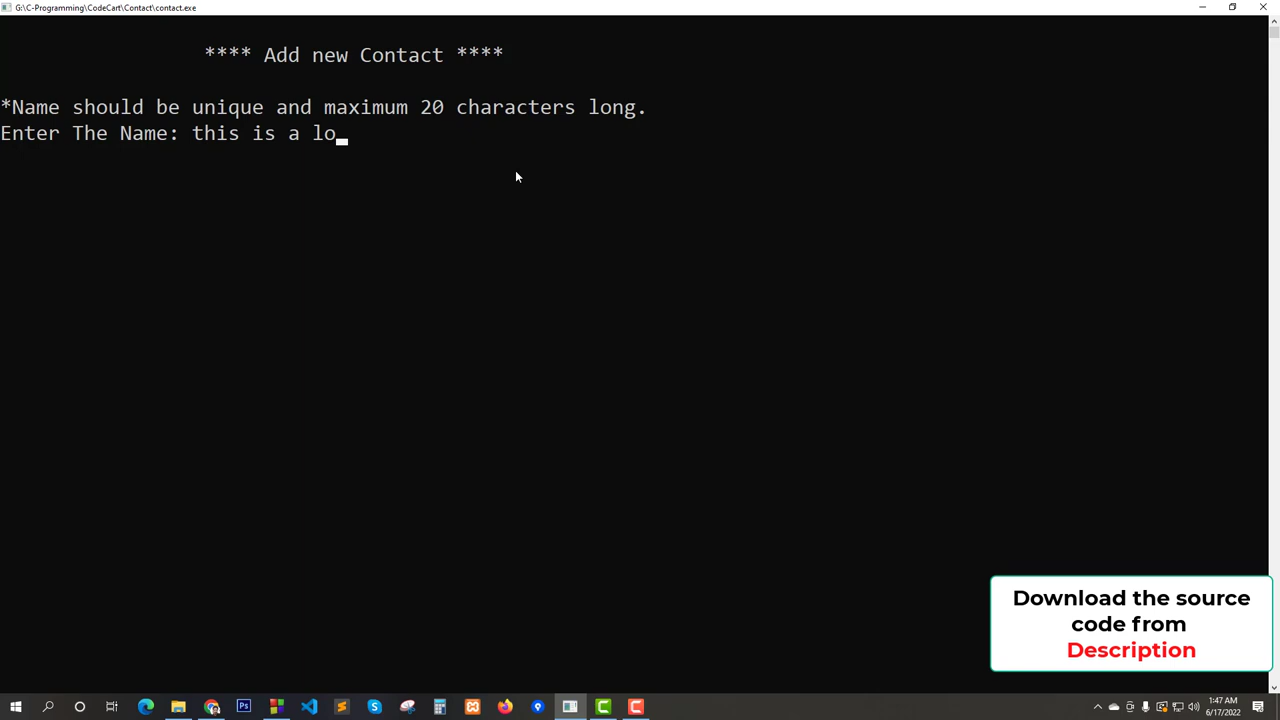 G:\C-Programming\CodeCart\Contact\contact.exe
**** Add new Contact ****
*Name should be unique and maximum 20 characters long.
Enter The Name: this is a lo
Download the source
code from
Description
Ps
1:47 AM
6/17/2022